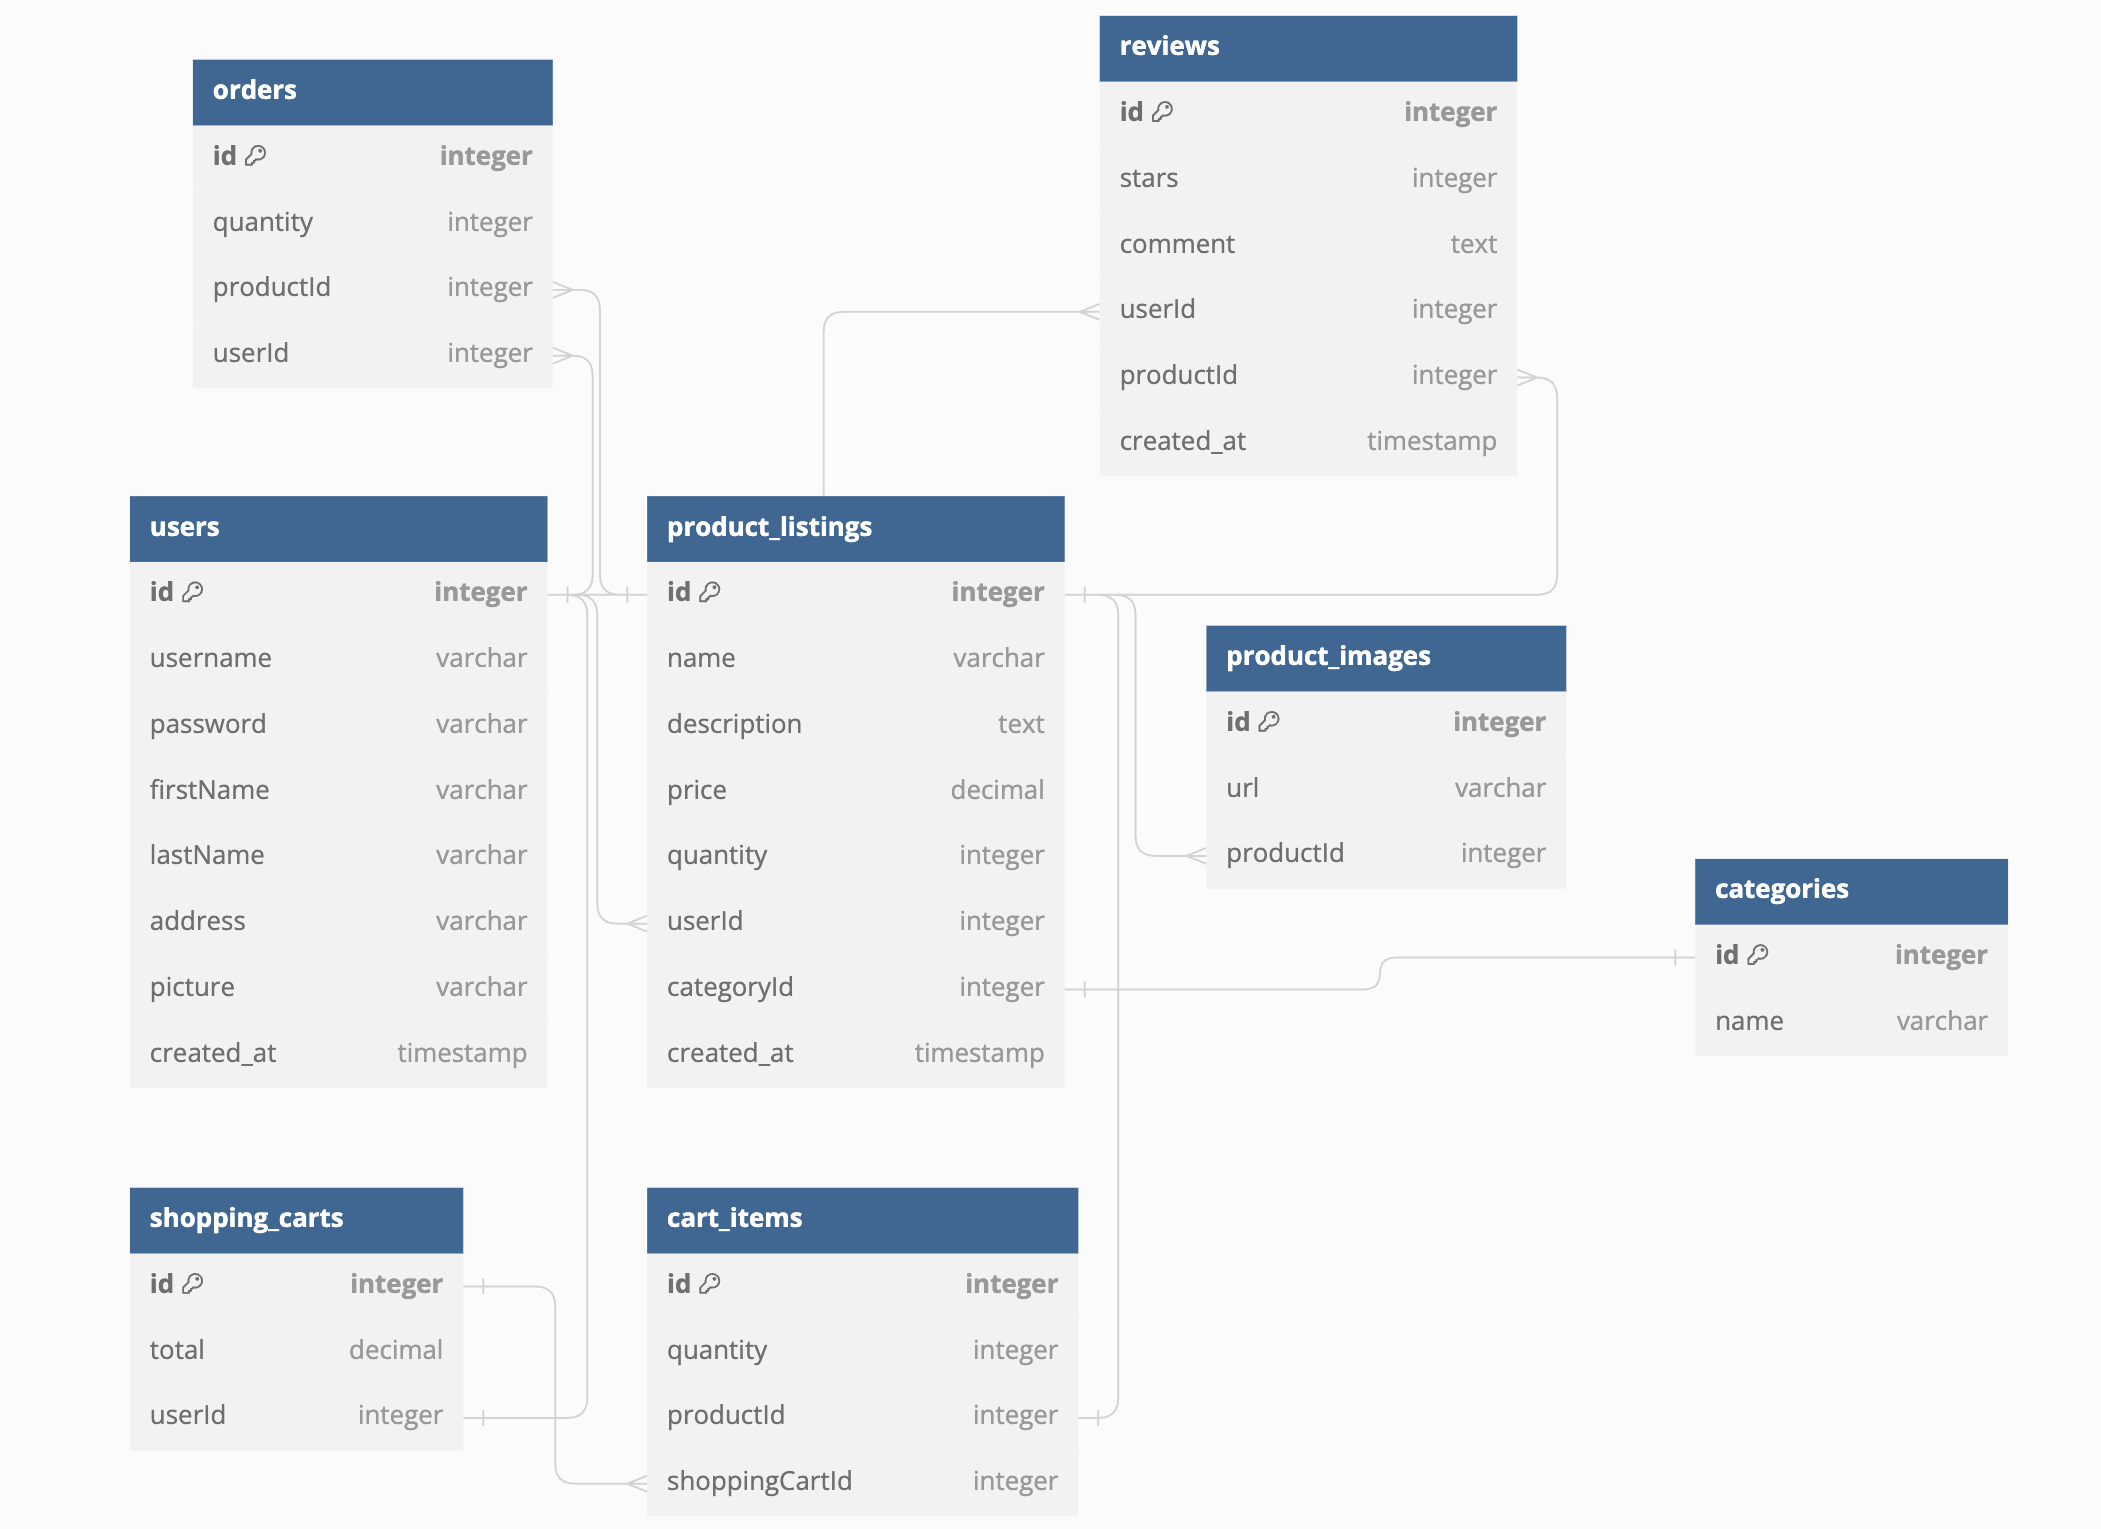 orders
id integer
quantity integer
productId integer
userId integer
reviews
id integer
stars integer
comment text
userId integer
productId integer
created_at timestamp
users
id integer
username varchar
password varchar
firstName varchar
lastName varchar
address varchar
picture varchar
created_at timestamp
product_listings
id integer
name varchar
description text
price decimal
quantity integer
userId integer
categoryId integer
created_at timestamp
product_images
id integer
url varchar
productId integer
categories
id integer
name varchar
shopping_carts
id integer
total decimal
userId integer
cart_items
id integer
quantity integer
productId integer
shoppingCartId integer